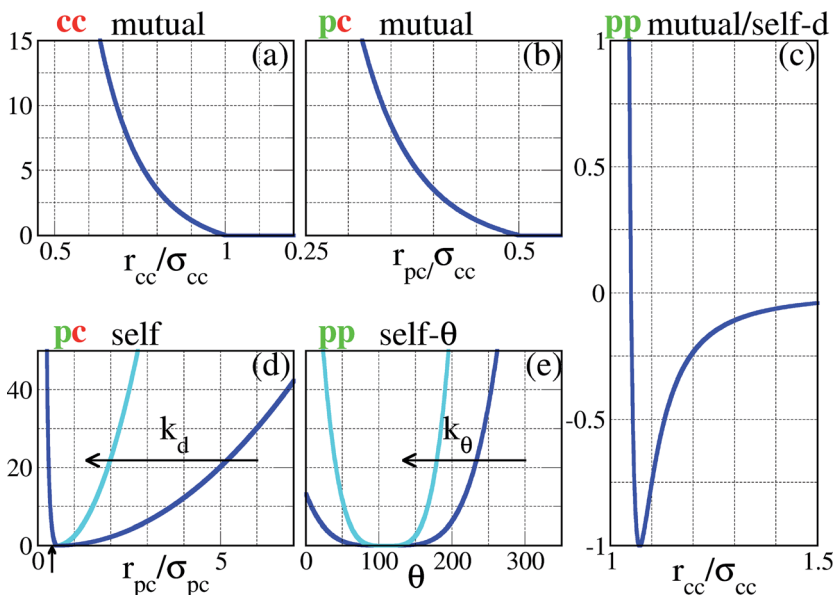 cc mutual
15
10
5
0
(a)
0.5
1
r_cc/σ_cc
pc mutual
(b)
0.2
0.25
0.5
r_pc/σ_cc
pp mutual/self-d
(c)
1
0.5
0
-0.5
-1
1
1.5
r_cc/σ_cc
pc self
40
20
0
(d)
k_d
0
5
r_pc/σ_pc
pp self-θ
(e)
k_θ
0
100
200
300
θ